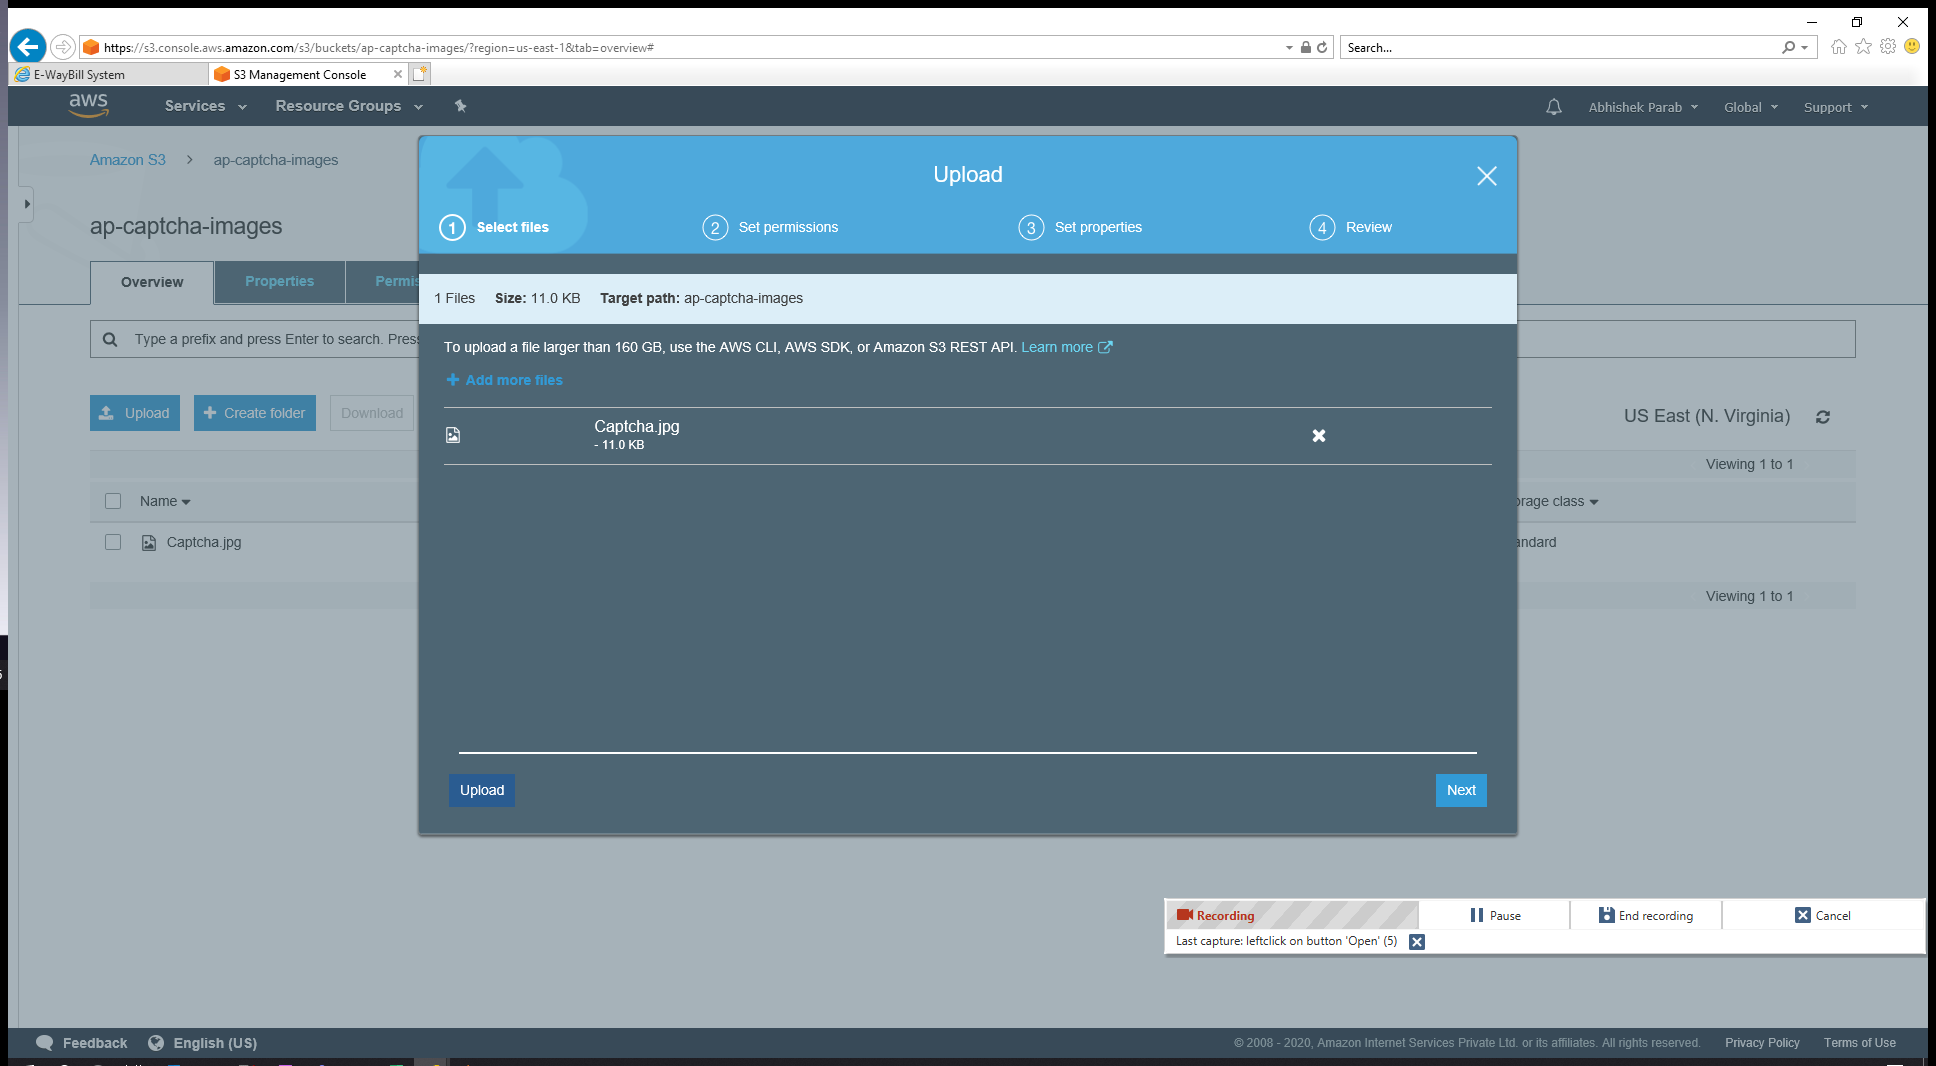 https://s3.console.aws.amazon.com/s3/buckets/ap-captcha-images/?region=us-east-1&tab=overview#
Search...
E-WayBill System
S3 Management Console
aws
Services
Resource Groups
Abhishek Parab
Global
Support
Amazon S3
ap-captcha-images
ap-captcha-images
Overview
Properties
Permis
Type a prefix and press Enter to search. Press
Upload
Create folder
Download
US East (N. Virginia)
Viewing 1 to 1
Name
orage class
Captcha.jpg
andard
Viewing 1 to 1
Upload
1 Select files
2 Set permissions
3 Set properties
4 Review
1 Files Size: 11.0 KB Target path: ap-captcha-images
To upload a file larger than 160 GB, use the AWS CLI, AWS SDK, or Amazon S3 REST API. Learn more
Add more files
Captcha.jpg
- 11.0 KB
Upload
Next
Recording
Pause
End recording
Cancel
Last capture: leftclick on button 'Open' (5)
Feedback
English (US)
© 2008 - 2020, Amazon Internet Services Private Ltd. or its affiliates. All rights reserved.
Privacy Policy
Terms of Use